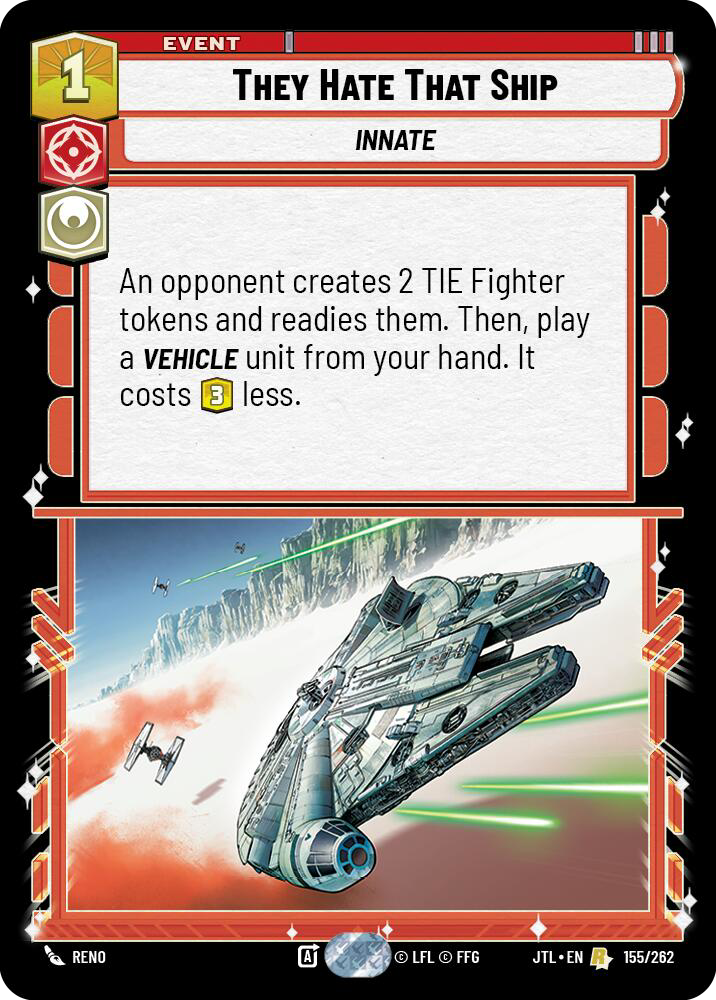 EVENT
1
THEY HATE THAT SHIP
INNATE
An opponent creates 2 TIE Fighter
tokens and readies them. Then, play
a VEHICLE unit from your hand. It
costs 3 less.
RENO
A
© LFL © FFG
JTL • EN
R
155/262